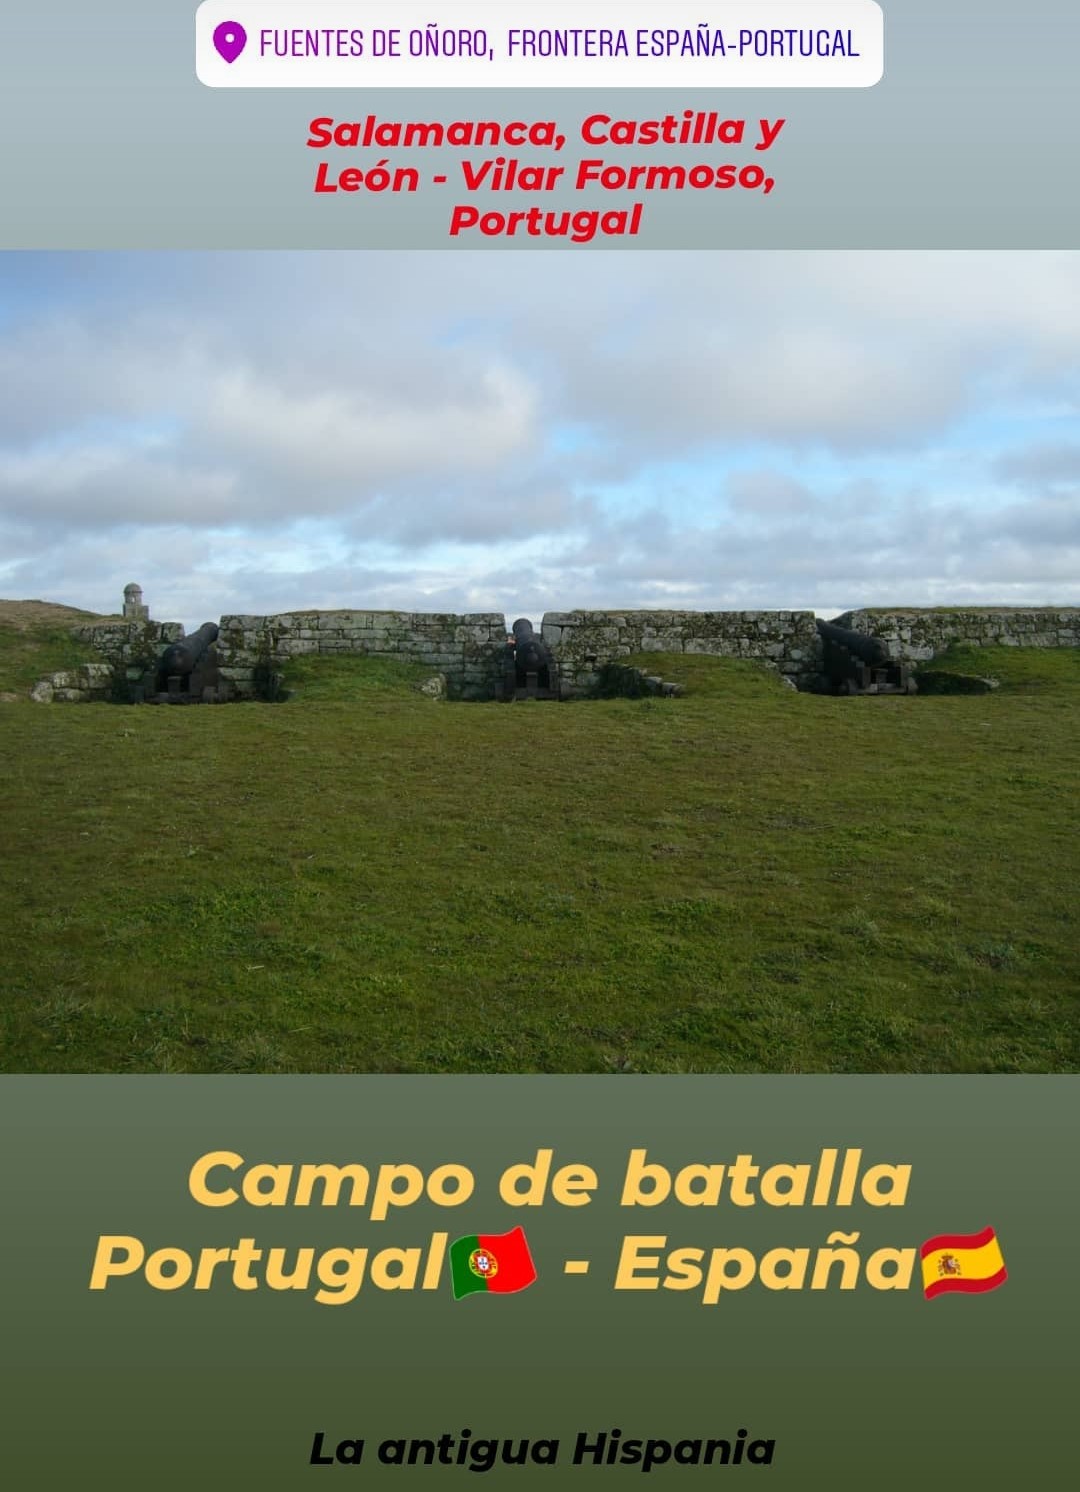 FUENTES DE OÑORO, FRONTERA ESPAÑA-PORTUGAL
Salamanca, Castilla y
León - Vilar Formoso,
Portugal
Campo de batalla
Portugal🇵🇹 - España🇪🇸
La antigua Hispania